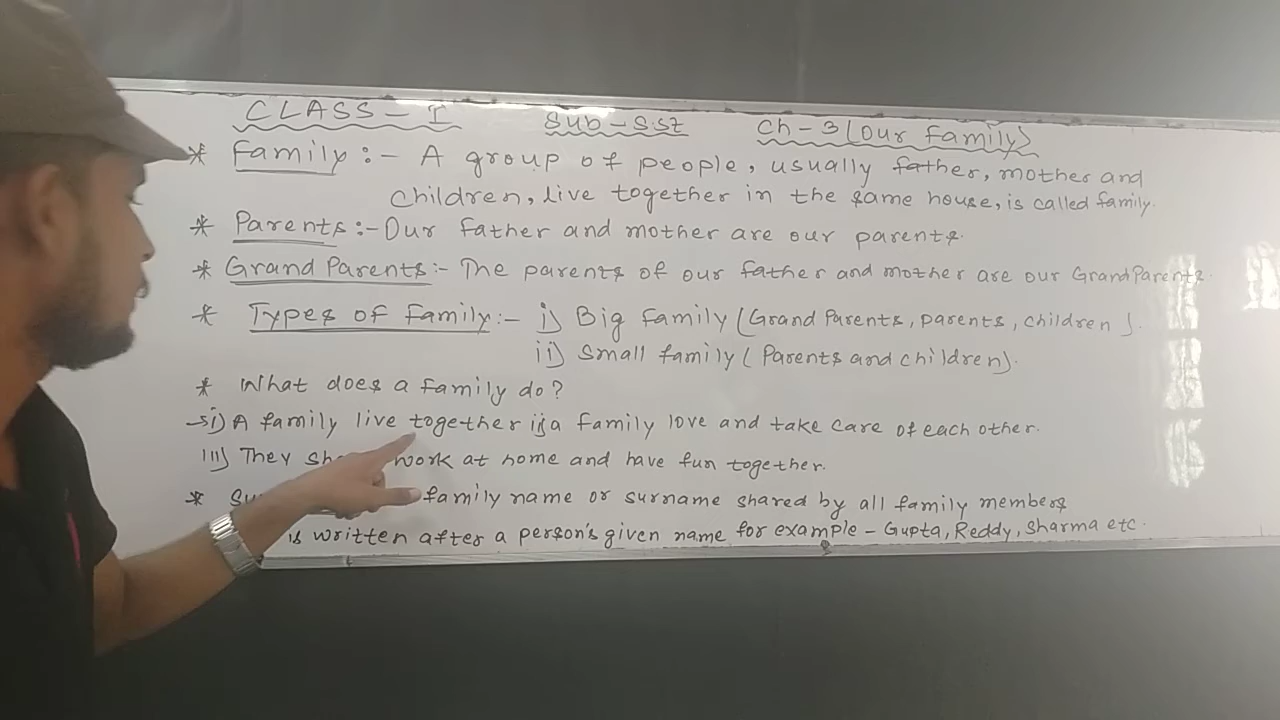 CLASS - I Sub - S.St Ch - 3 (Our Family)
* Family :- A group of people, usually father, mother and
children, live together in the same house, is called family.
* Parents :- Our father and mother are our parents.
* Grand Parents :- The parents of our father and mother are our GrandParents.
* Types of family :- i) Big family (Grand Parents, parents, children).
ii) Small family (Parents and children).
* What does a family do?
→ i) A family live together ii) a family love and take care of each other.
iii) They work at home and have fun together.
* family name or surname shared by all family members
is written after a person's given name for example - Gupta, Reddy, Sharma etc.